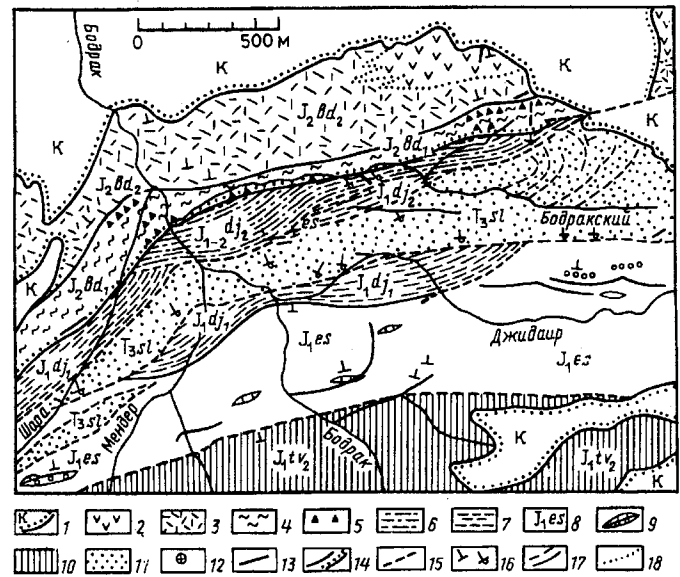 0 500 М
Бодрак
К
К
К
К
К
J₂bd₂
J₂bd₁
J₂bd₂
J₁dj₂
es
J₁₋₂dj₂
T₃sl
Бодракский
J₂bd₁
К
J₁dj₁
J₁dj₁
J₁es
Джидаир
J₁es
T₃sl
J₁dj₁
T₃sl
Шара
Мендер
Бодрак
К
J₁es
J₁tv₂
J₁tv₂
К
К 1 2 3 4 5 6 7 J₁es 8 9
10 11 12 13 14 15 16 17 18